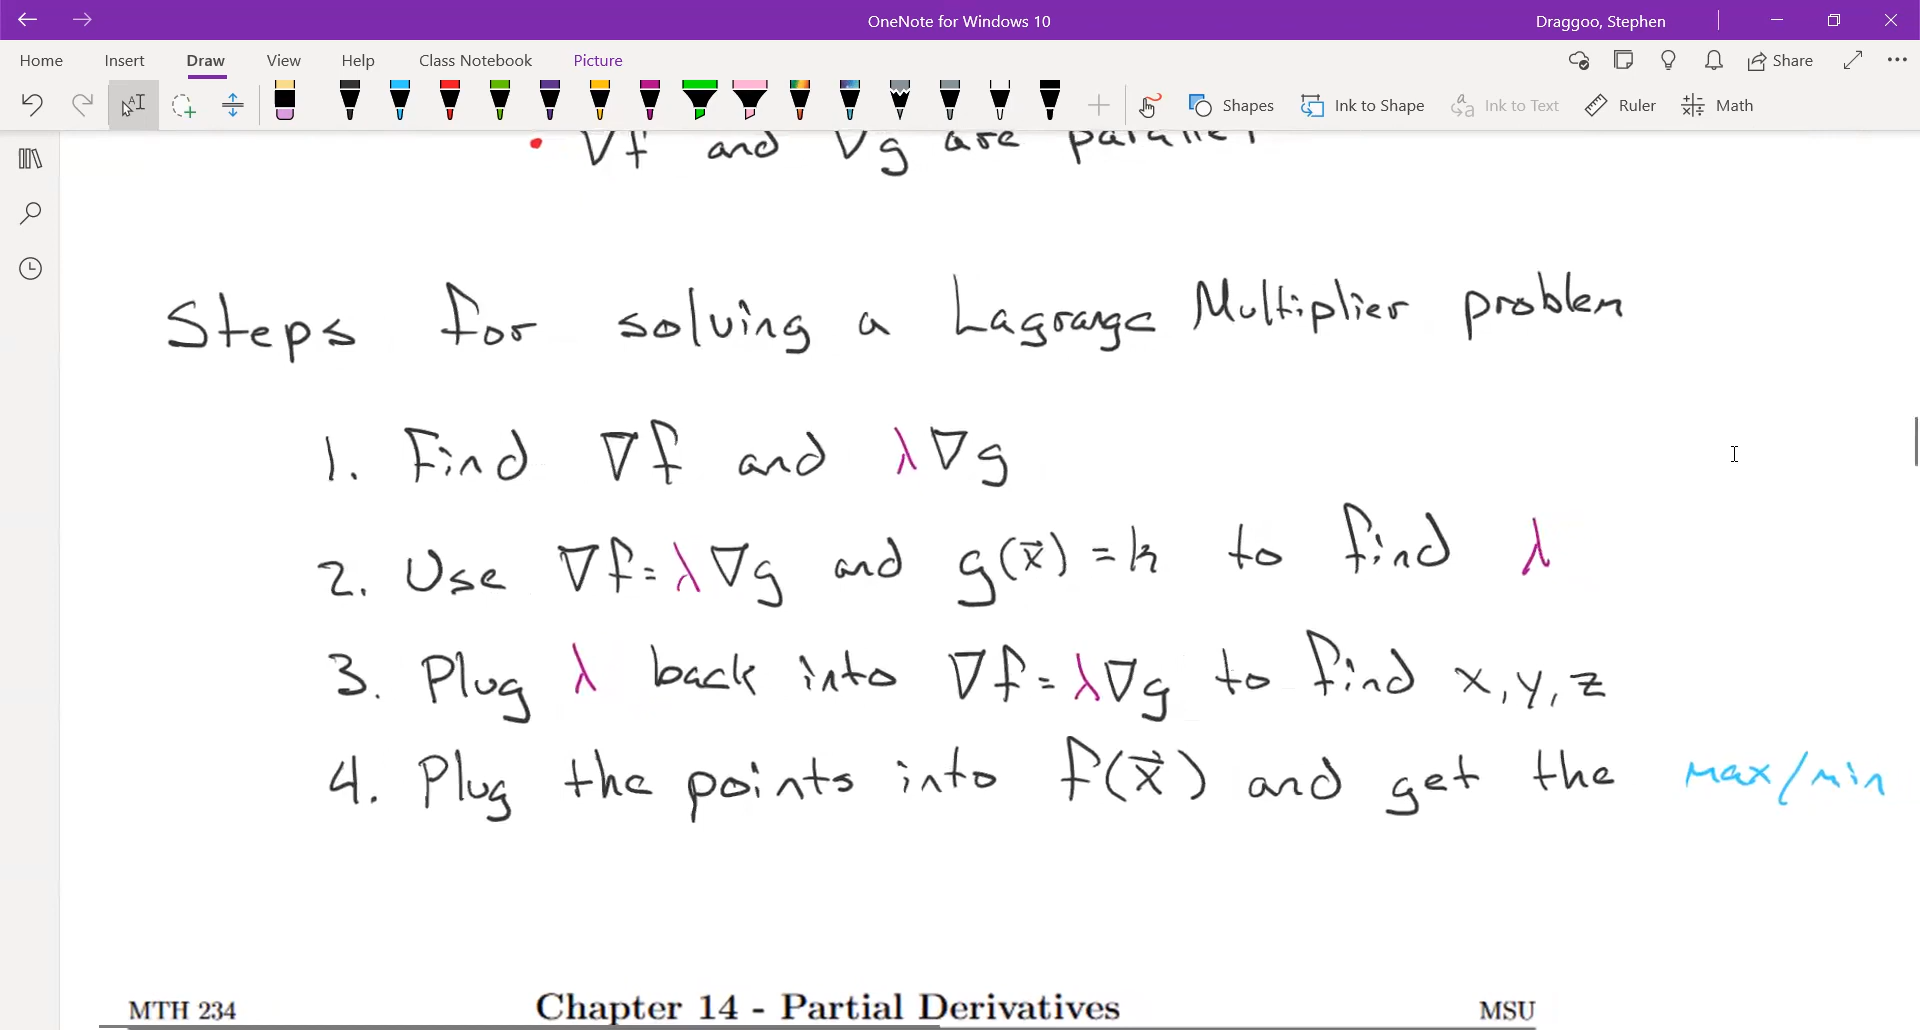 OneNote for Windows 10
Draggoo, Stephen
Home Insert Draw View Help Class Notebook Picture Share
Shapes Ink to Shape Ink to Text Ruler Math
• ∇f and ∇g are parallel
Steps for solving a Lagrange Multiplier problem
1. Find ∇f and λ∇g
2. Use ∇f = λ∇g and g(x⃗) = k to find λ
3. Plug λ back into ∇f = λ∇g to find x, y, z
4. Plug the points into f(x⃗) and get the max/min
MTH 234 Chapter 14 - Partial Derivatives MSU